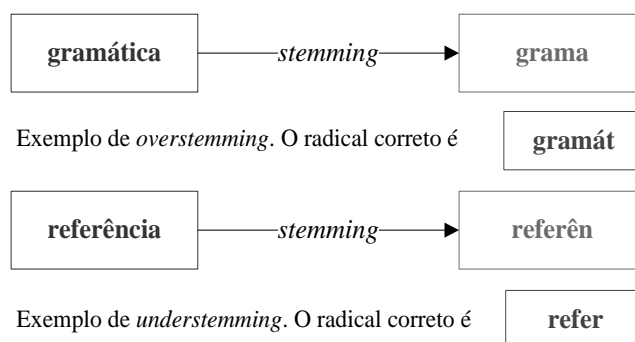 gramática stemming grama
Exemplo de overstemming. O radical correto é gramát
referência stemming referên
Exemplo de understemming. O radical correto é refer